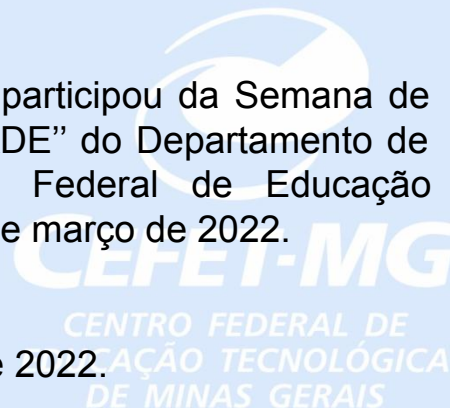 participou da Semana de
DE” do Departamento de
Federal de Educação
e março de 2022.
CEFET-MG
CENTRO FEDERAL DE
EDUCAÇÃO TECNOLÓGICA
DE MINAS GERAIS
e 2022.